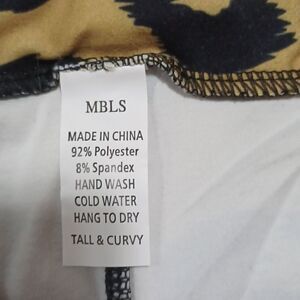 MBLS
MADE IN CHINA
92% Polyester
8% Spandex
HAND WASH
COLD WATER
HANG TO DRY
TALL & CURVY